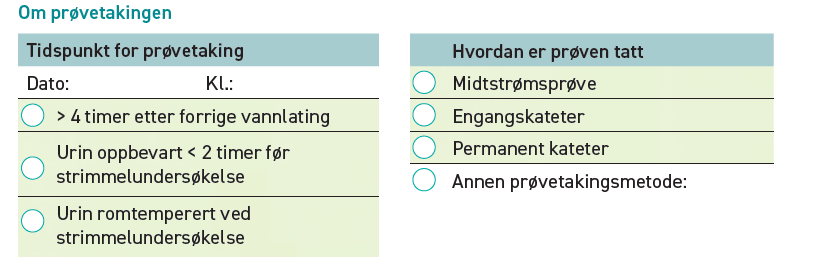 Om prøvetakingen
Tidspunkt for prøvetaking
Dato: Kl.:
> 4 timer etter forrige vannlating
Urin oppbevart < 2 timer før
strimmelundersøkelse
Urin romtemperert ved
strimmelundersøkelse
Hvordan er prøven tatt
Midtstrømsprøve
Engangskateter
Permanent kateter
Annen prøvetakingsmetode: